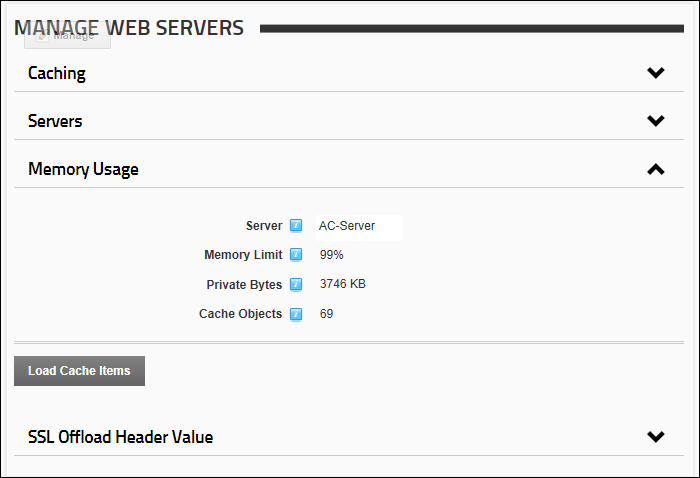 MANAGE WEB SERVERS
Manage
Caching
Servers
Memory Usage
Server AC-Server
Memory Limit 99%
Private Bytes 3746 KB
Cache Objects 69
Load Cache Items
SSL Offload Header Value